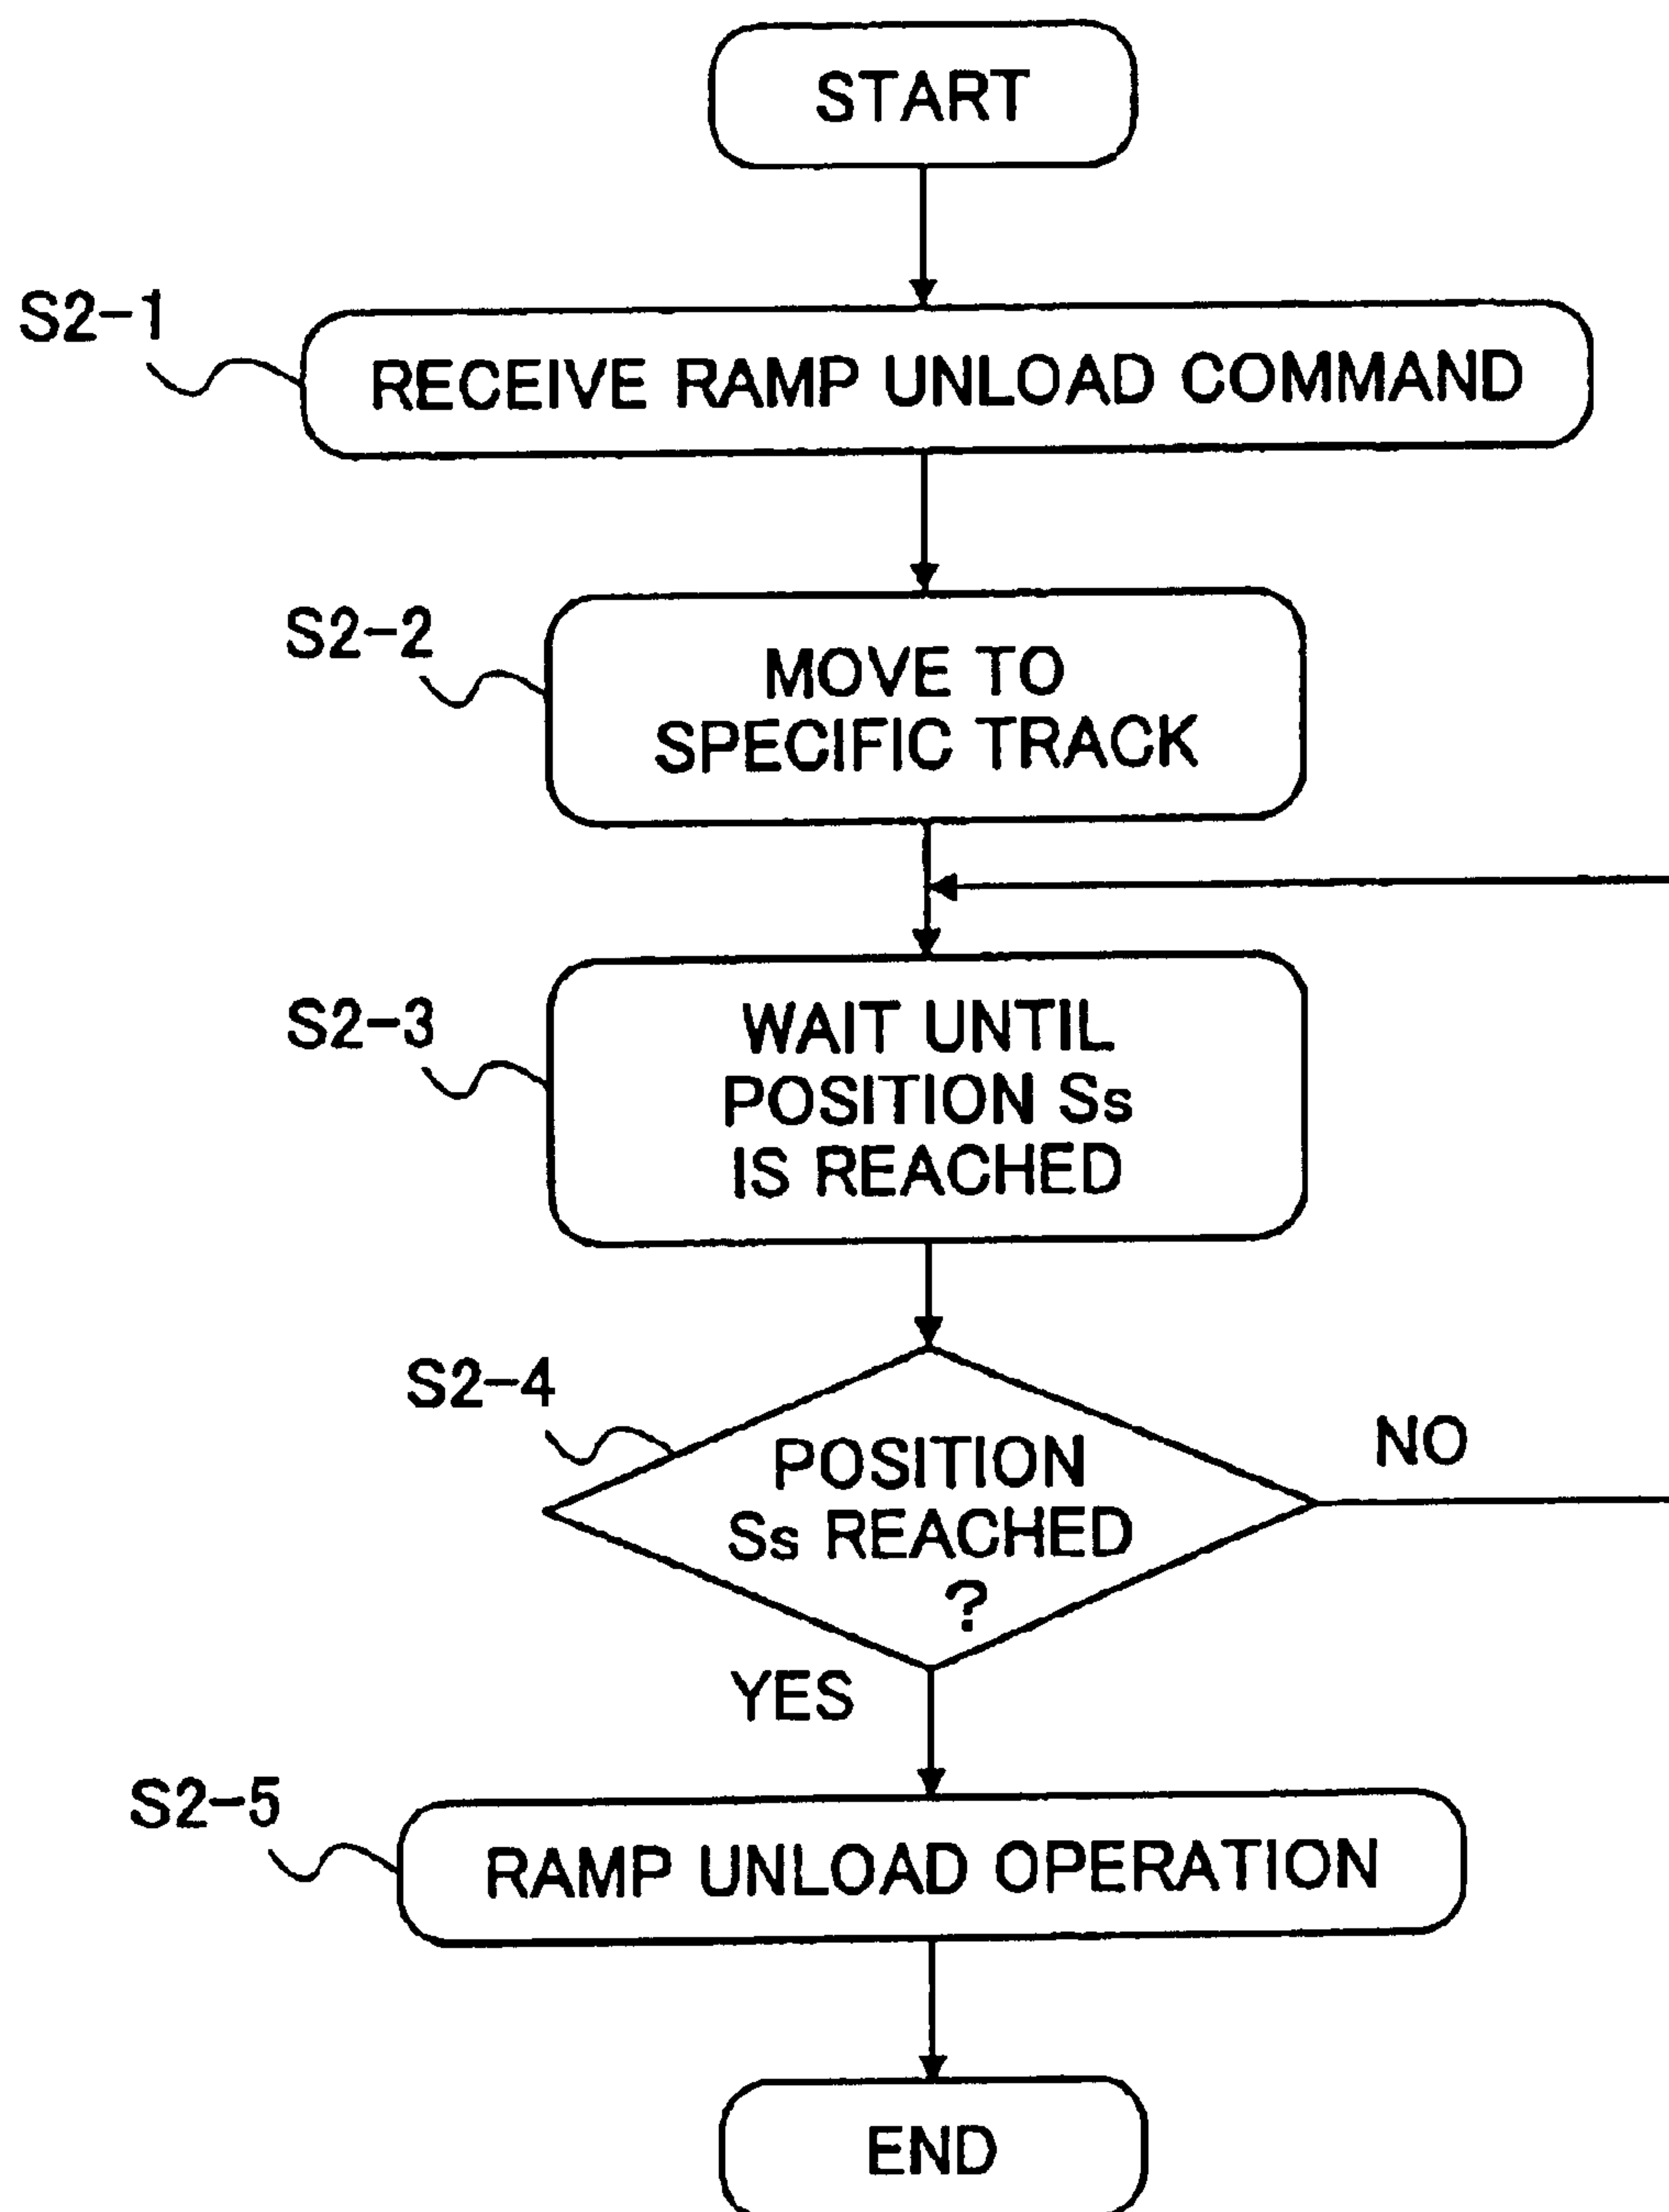 START
S2-1
RECEIVE RAMP UNLOAD COMMAND
S2-2
MOVE TO
SPECIFIC TRACK
S2-3
WAIT UNTIL
POSITION Ss
IS REACHED
S2-4
POSITION
Ss REACHED
?
NO
YES
S2-5
RAMP UNLOAD OPERATION
END